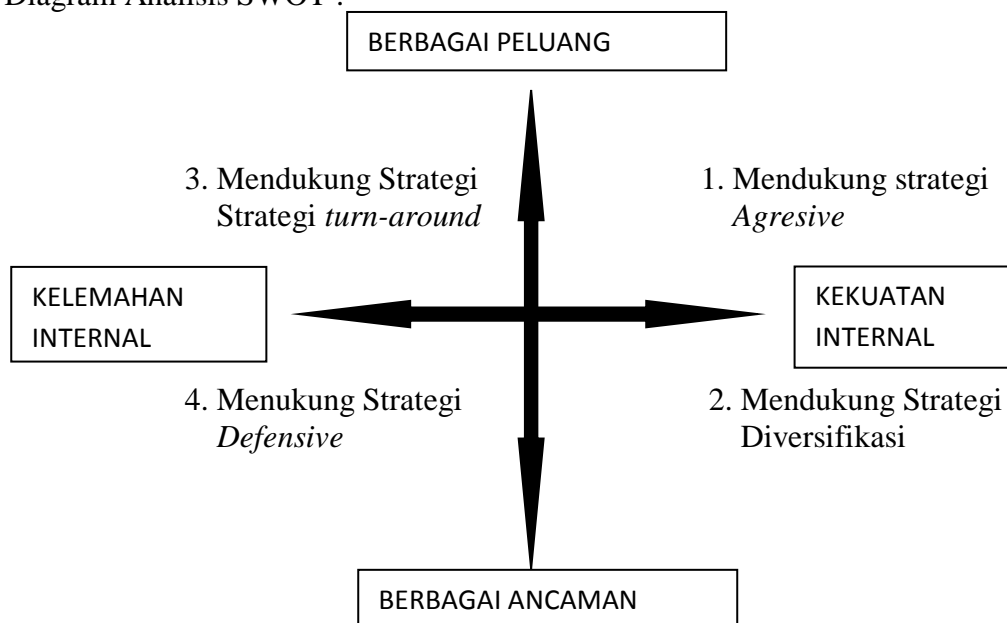 Diagram Analisis SWOT :
BERBAGAI PELUANG
3. Mendukung Strategi
Strategi turn-around
1. Mendukung strategi
Agresive
KELEMAHAN
INTERNAL
KEKUATAN
INTERNAL
4. Menukung Strategi
Defensive
2. Mendukung Strategi
Diversifikasi
BERBAGAI ANCAMAN